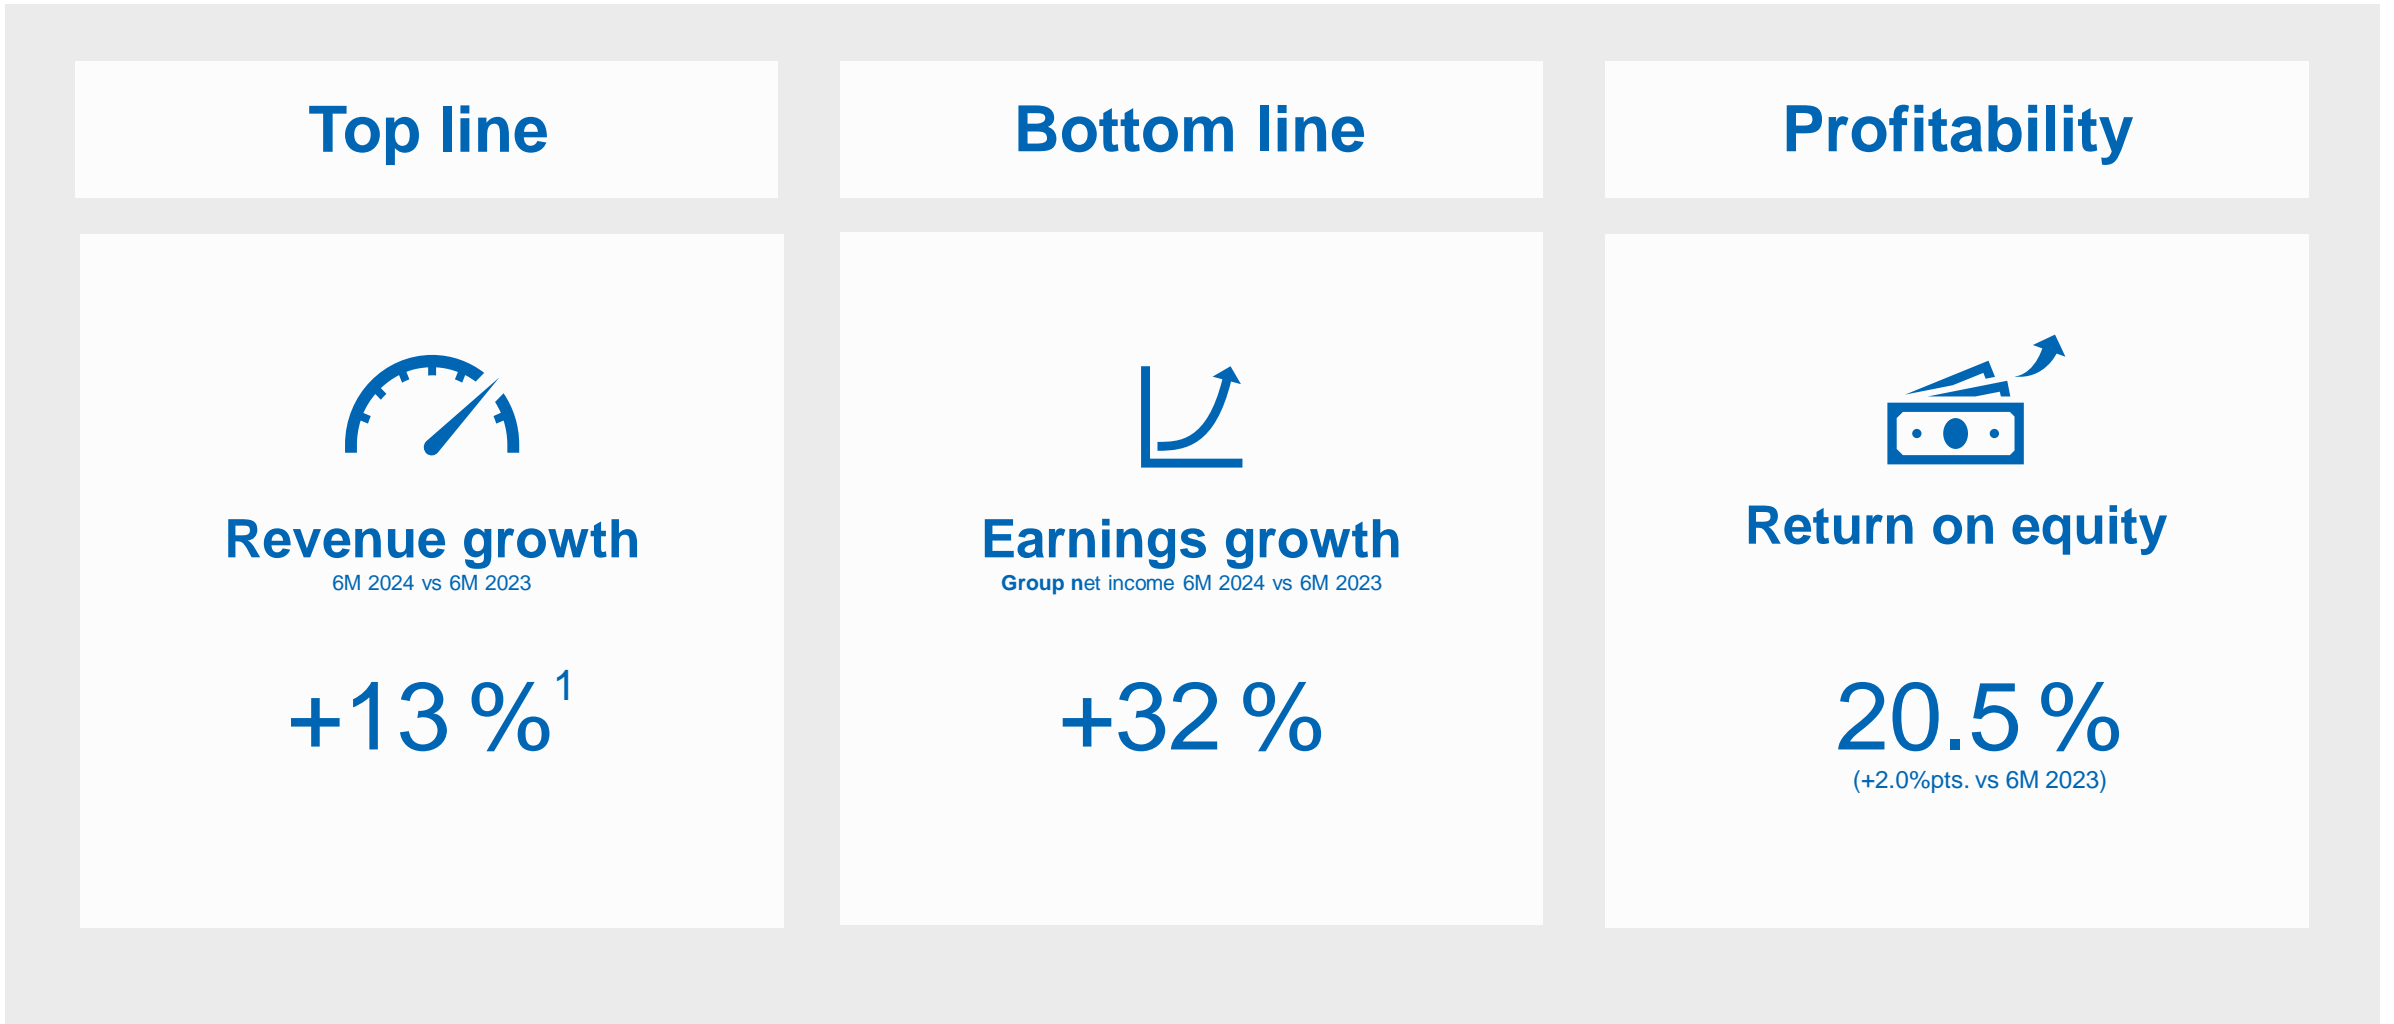 Top line
Bottom line
Profitability
Revenue growth
6M 2024 vs 6M 2023
+13 %1
Earnings growth
Group net income 6M 2024 vs 6M 2023
+32 %
Return on equity
20.5 %
(+2.0%pts. vs 6M 2023)